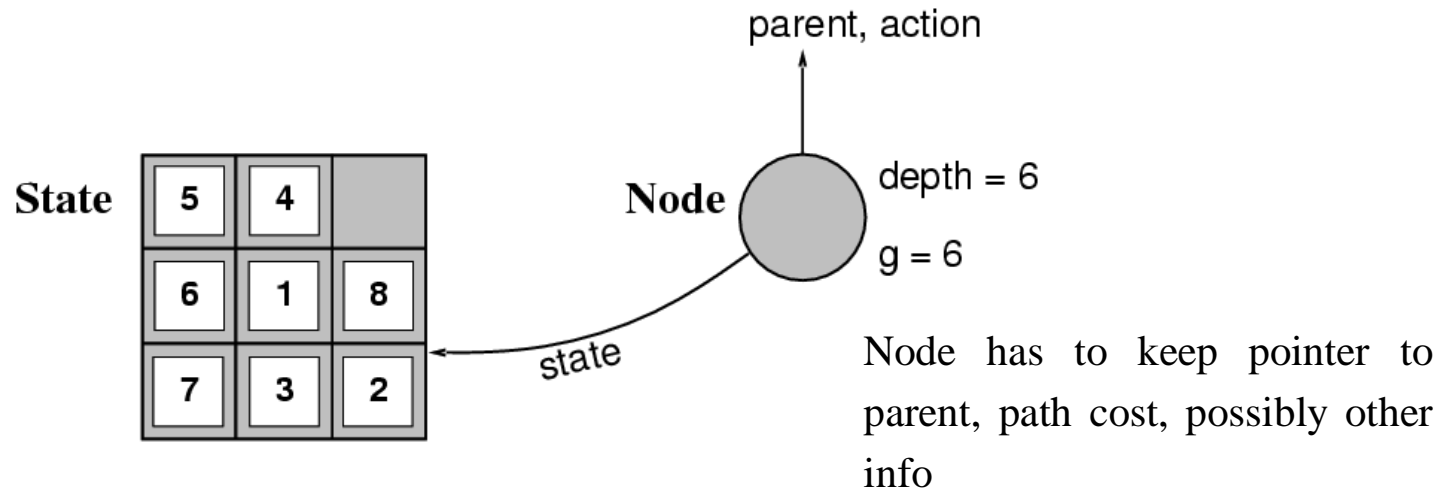 parent, action
State
5 4
6 1 8
7 3 2
Node
depth = 6
g = 6
state
Node has to keep pointer to
parent, path cost, possibly other
info